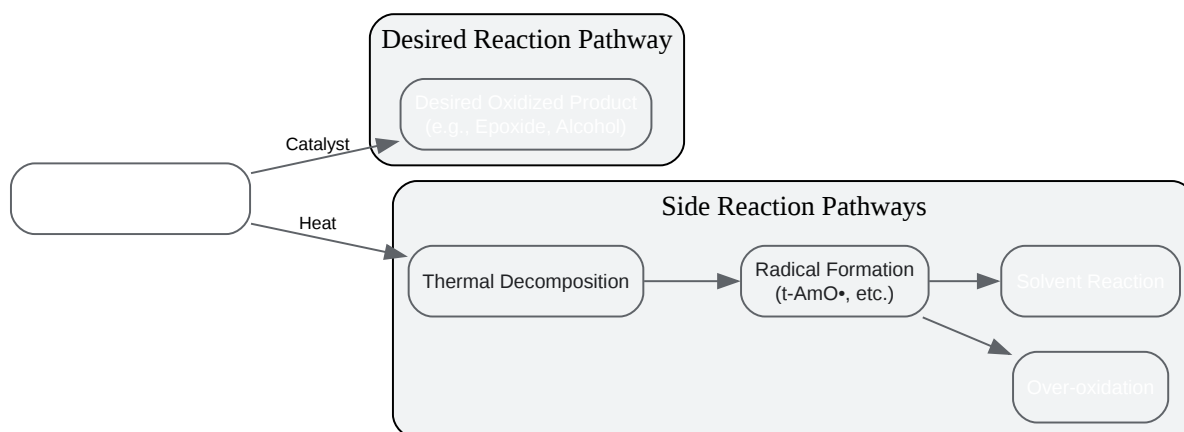 Desired Reaction Pathway
Desired Oxidized Product
(e.g., Epoxide, Alcohol)
Catalyst
Heat
Side Reaction Pathways
Thermal Decomposition
Radical Formation
(t-AmO•, etc.)
Solvent Reaction
Over-oxidation